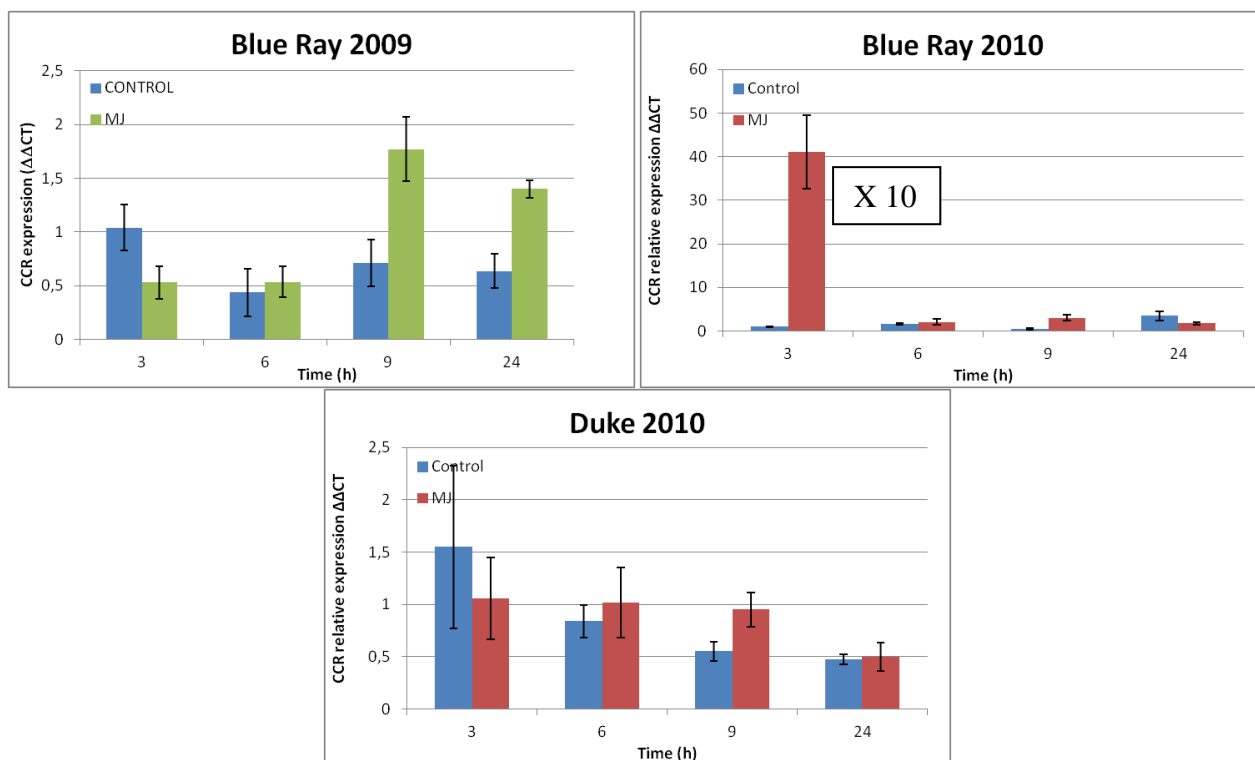 Blue Ray 2009
2,5
2
1,5
1
0,5
0
CCR expression (ΔΔCT)
CONTROL
MJ
3 6 9 24
Time (h)
Blue Ray 2010
60
50
40
30
20
10
0
CCR relative expression ΔΔCT
Control
MJ
X 10
3 6 9 24
Time (h)
Duke 2010
2,5
2
1,5
1
0,5
0
CCR relative expression ΔΔCT
Control
MJ
3 6 9 24
Time (h)